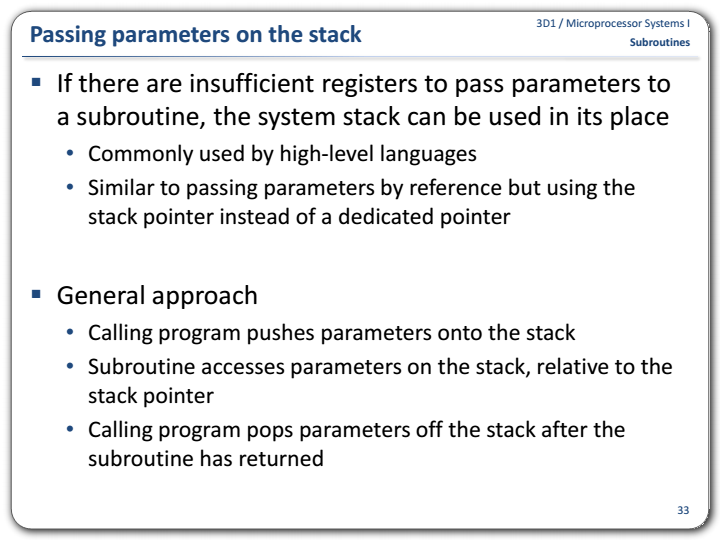 Passing parameters on the stack
3D1 / Microprocessor Systems I
Subroutines
▪ If there are insufficient registers to pass parameters to
a subroutine, the system stack can be used in its place
• Commonly used by high-level languages
• Similar to passing parameters by reference but using the
stack pointer instead of a dedicated pointer
▪ General approach
• Calling program pushes parameters onto the stack
• Subroutine accesses parameters on the stack, relative to the
stack pointer
• Calling program pops parameters off the stack after the
subroutine has returned
33